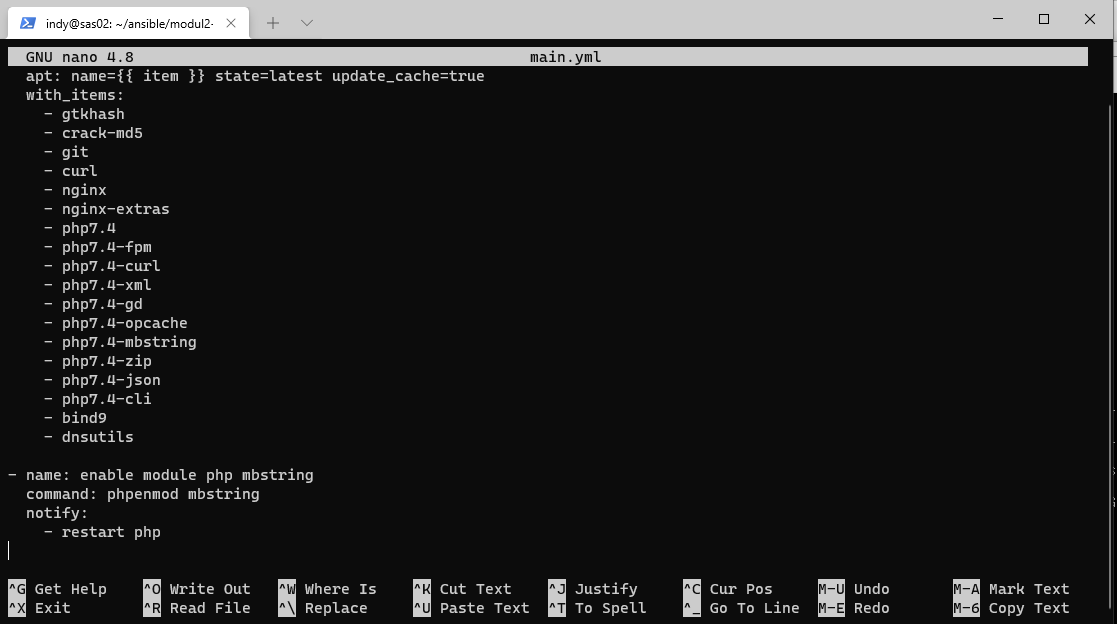 indy@sas02: ~/ansible/modul2-
GNU nano 4.8 main.yml
apt: name={{ item }} state=latest update_cache=true
with_items:
- gtkhash
- crack-md5
- git
- curl
- nginx
- nginx-extras
- php7.4
- php7.4-fpm
- php7.4-curl
- php7.4-xml
- php7.4-gd
- php7.4-opcache
- php7.4-mbstring
- php7.4-zip
- php7.4-json
- php7.4-cli
- bind9
- dnsutils
- name: enable module php mbstring
command: phpenmod mbstring
notify:
- restart php
^G Get Help ^O Write Out ^W Where Is ^K Cut Text ^J Justify ^C Cur Pos M-U Undo M-A Mark Text
^X Exit ^R Read File ^\ Replace ^U Paste Text ^T To Spell ^_ Go To Line M-E Redo M-6 Copy Text